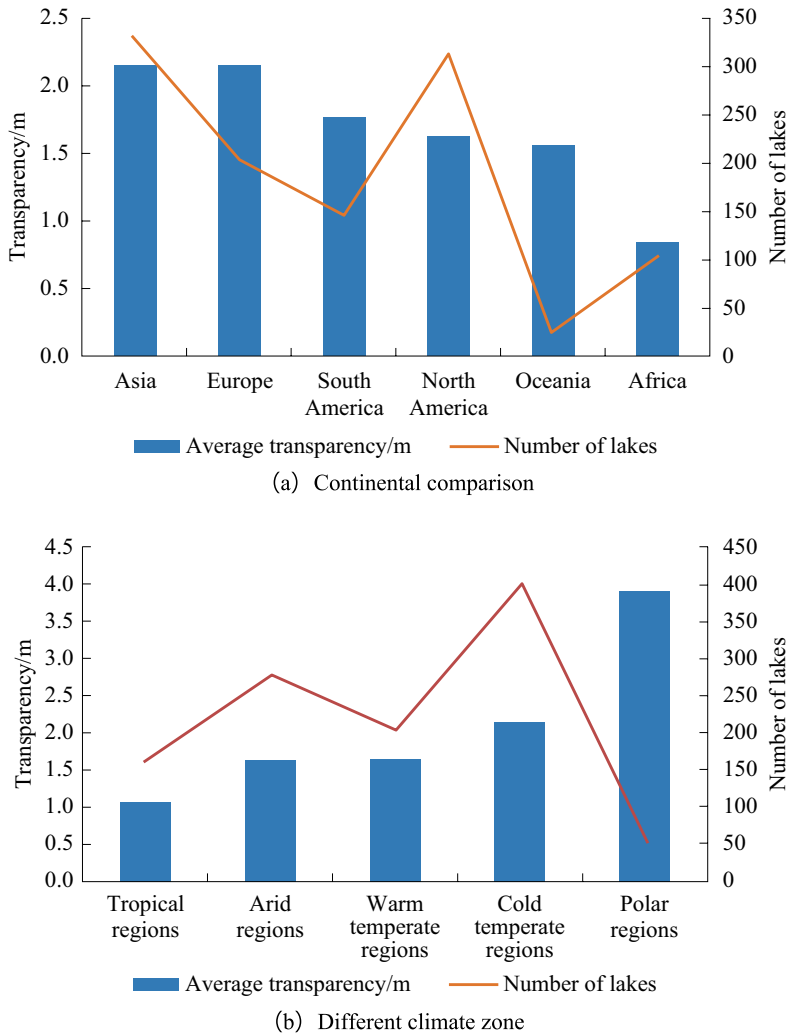 Transparency/m
2.5
2.0
1.5
1.0
0.5
0.0
350
300
250
200
150
100
50
0
Number of lakes
Asia
Europe
South
America
North
America
Oceania
Africa
Average transparency/m
Number of lakes
(a) Continental comparison
Transparency/m
4.5
4.0
3.5
3.0
2.5
2.0
1.5
1.0
0.5
0.0
450
400
350
300
250
200
150
100
50
0
Number of lakes
Tropical
regions
Arid
regions
Warm
temperate
regions
Cold
temperate
regions
Polar
regions
Average transparency/m
Number of lakes
(b) Different climate zone